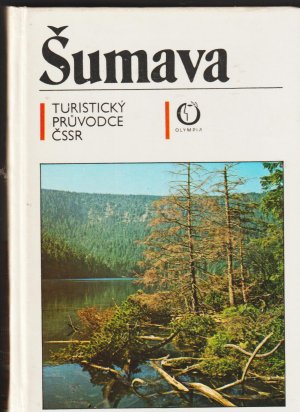 Šumava
TURISTICKÝ
PRŮVODCE
ČSSR
OLYMPIA